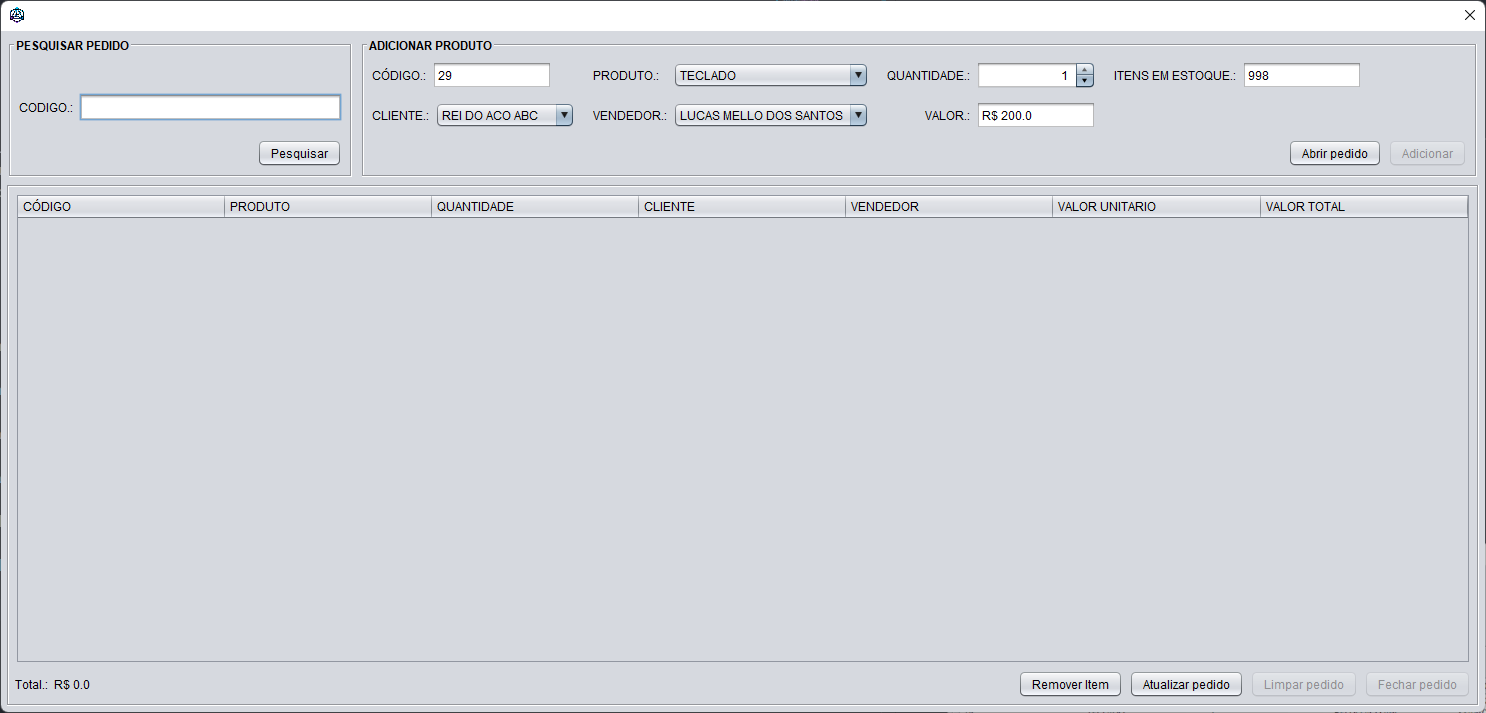 PESQUISAR PEDIDO
CODIGO.:
Pesquisar
ADICIONAR PRODUTO
CÓDIGO.: 29 PRODUTO.: TECLADO QUANTIDADE.: 1 ITENS EM ESTOQUE.: 998
CLIENTE.: REI DO ACO ABC VENDEDOR.: LUCAS MELLO DOS SANTOS VALOR.: R$ 200.0
Abrir pedido Adicionar
CÓDIGO PRODUTO QUANTIDADE CLIENTE VENDEDOR VALOR UNITARIO VALOR TOTAL
Total.: R$ 0.0 Remover Item Atualizar pedido Limpar pedido Fechar pedido